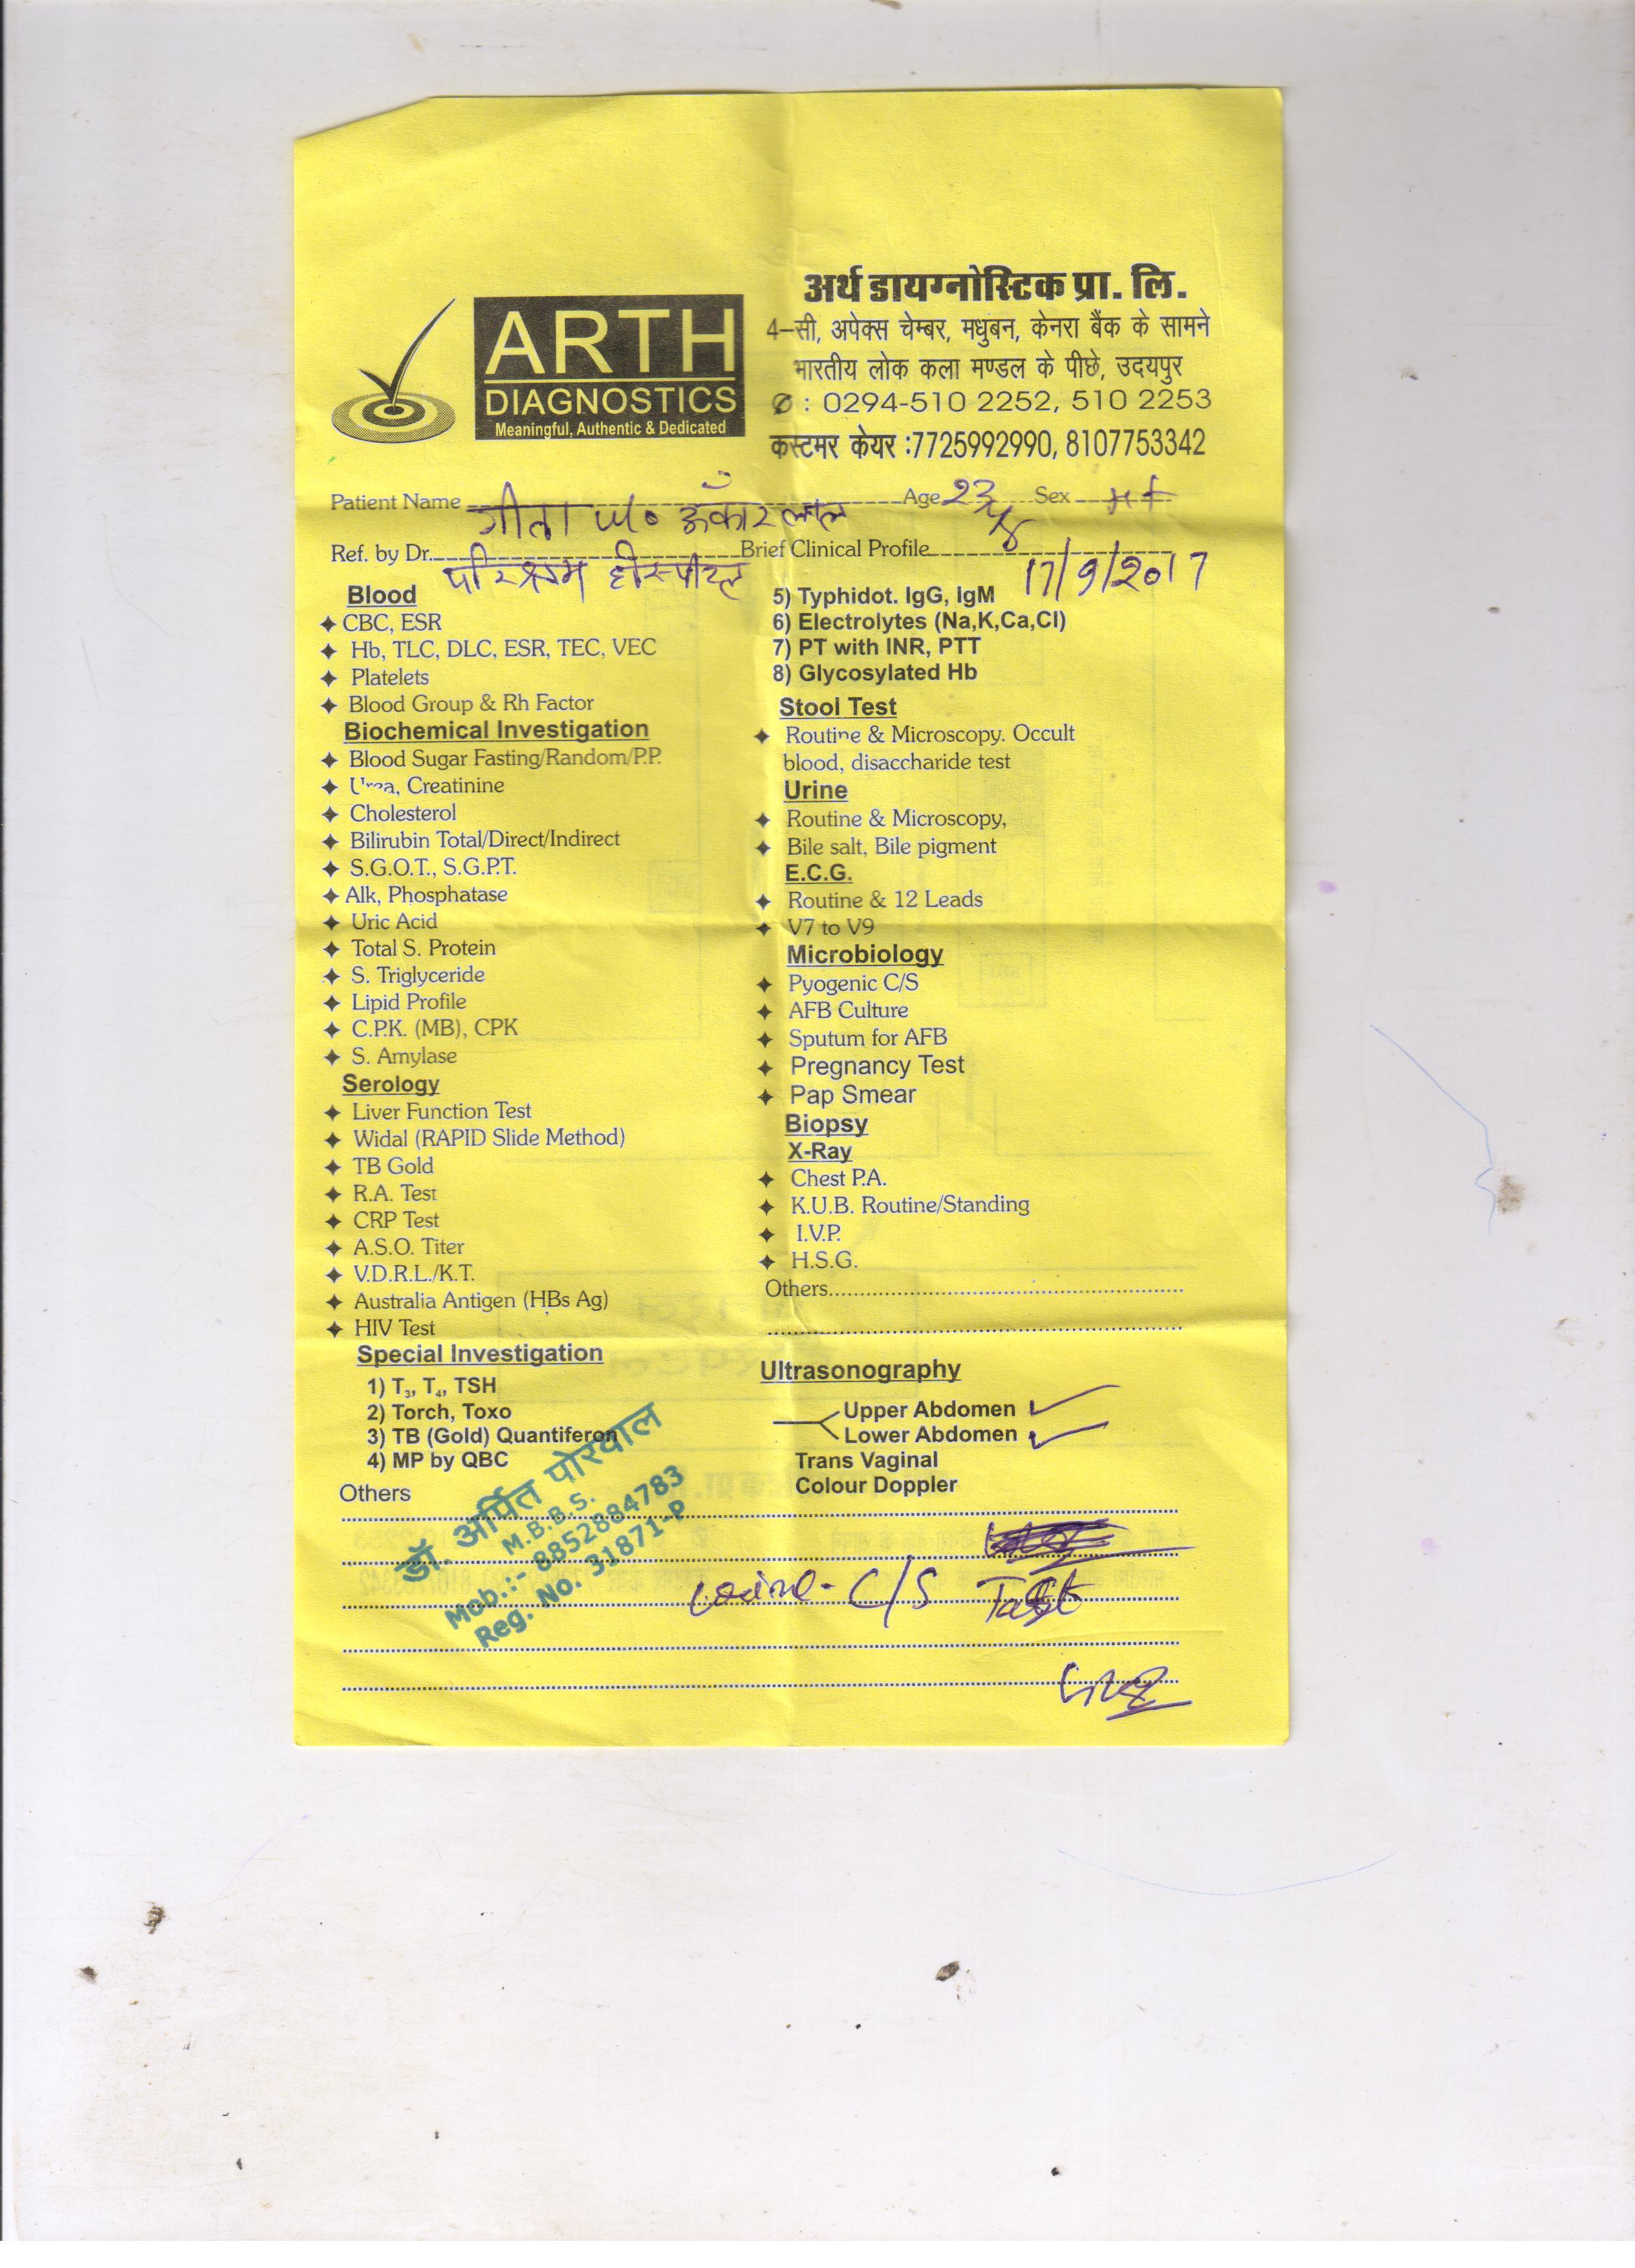 अर्थ डायग्नोस्टिक प्रा. लि.
ARTH
DIAGNOSTICS
Meaningful, Authentic & Dedicated
4-सी, अपेक्स चेम्बर, मधुबन, केनरा बैंक के सामने
भारतीय लोक कला मण्डल के पीछे, उदयपुर
: 0294-510 2252, 510 2253
कस्टमर केयर :7725992990, 8107753342
Patient Name गीता w/o ऊँकारलाल Age 23 Sex
Ref. by Dr. परिश्रम होस्पीटल Brief Clinical Profile
17/9/2017
Blood
CBC, ESR
Hb, TLC, DLC, ESR, TEC, VEC
Platelets
Blood Group & Rh Factor
Biochemical Investigation
Blood Sugar Fasting/Random/P.P.
Urea, Creatinine
Cholesterol
Bilirubin Total/Direct/Indirect
S.G.O.T., S.G.P.T.
Alk, Phosphatase
Uric Acid
Total S. Protein
S. Triglyceride
Lipid Profile
C.P.K. (MB), CPK
S. Amylase
Serology
Liver Function Test
Widal (RAPID Slide Method)
TB Gold
R.A. Test
CRP Test
A.S.O. Titer
V.D.R.L./K.T.
Australia Antigen (HBs Ag)
HIV Test
Special Investigation
1) T3, T4, TSH
2) Torch, Toxo
3) TB (Gold) Quantiferon
4) MP by QBC
5) Typhidot. IgG, IgM
6) Electrolytes (Na,K,Ca,Cl)
7) PT with INR, PTT
8) Glycosylated Hb
Stool Test
Routine & Microscopy. Occult
blood, disaccharide test
Urine
Routine & Microscopy,
Bile salt, Bile pigment
E.C.G.
Routine & 12 Leads
V7 to V9
Microbiology
Pyogenic C/S
AFB Culture
Sputum for AFB
Pregnancy Test
Pap Smear
Biopsy
X-Ray
Chest P.A.
K.U.B. Routine/Standing
I.V.P.
H.S.G.
Others
Ultrasonography
Upper Abdomen
Lower Abdomen
Trans Vaginal
Colour Doppler
Others
डॉ. अर्पित पोरवाल
M.B.B.S.
Mob.:- 8852884783
Reg. No. 31871-P
C/S